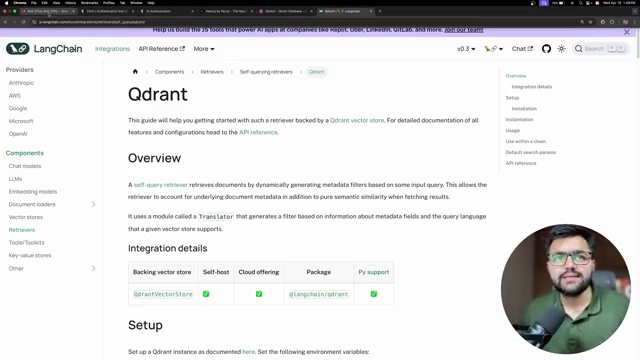 Chrome File Edit View History Bookmarks Profiles Tab Window Help
js.langchain.com/docs/integrations/retrievers/self_query/qdrant/
Help us build the JS tools that power AI apps at companies like Replit, Uber, LinkedIn, GitLab, and more. Join our team!
LangChain Integrations API Reference More v0.3 Search
Providers
Anthropic
AWS
Google
Microsoft
OpenAI
Components
Chat models
LLMs
Embedding models
Document loaders
Vector stores
Retrievers
Tools/Toolkits
Key-value stores
Other
Components Retrievers Self-querying retrievers Qdrant
Qdrant
This guide will help you getting started with such a retriever backed by a Qdrant vector store. For detailed documentation of all
features and configurations head to the API reference.
Overview
A self-query retriever retrieves documents by dynamically generating metadata filters based on some input query. This allows the
retriever to account for underlying document metadata in addition to pure semantic similarity when fetching results.
It uses a module called a Translator that generates a filter based on information about metadata fields and the query language
that a given vector store supports.
Integration details
Backing vector store Self-host Cloud offering Package Py support
QdrantVectorStore @langchain/qdrant
Setup
Set up a Qdrant instance as documented here. Set the following environment variables:
Overview
Integration details
Setup
Installation
Instantiation
Usage
Use within a chain
Default search params
API reference